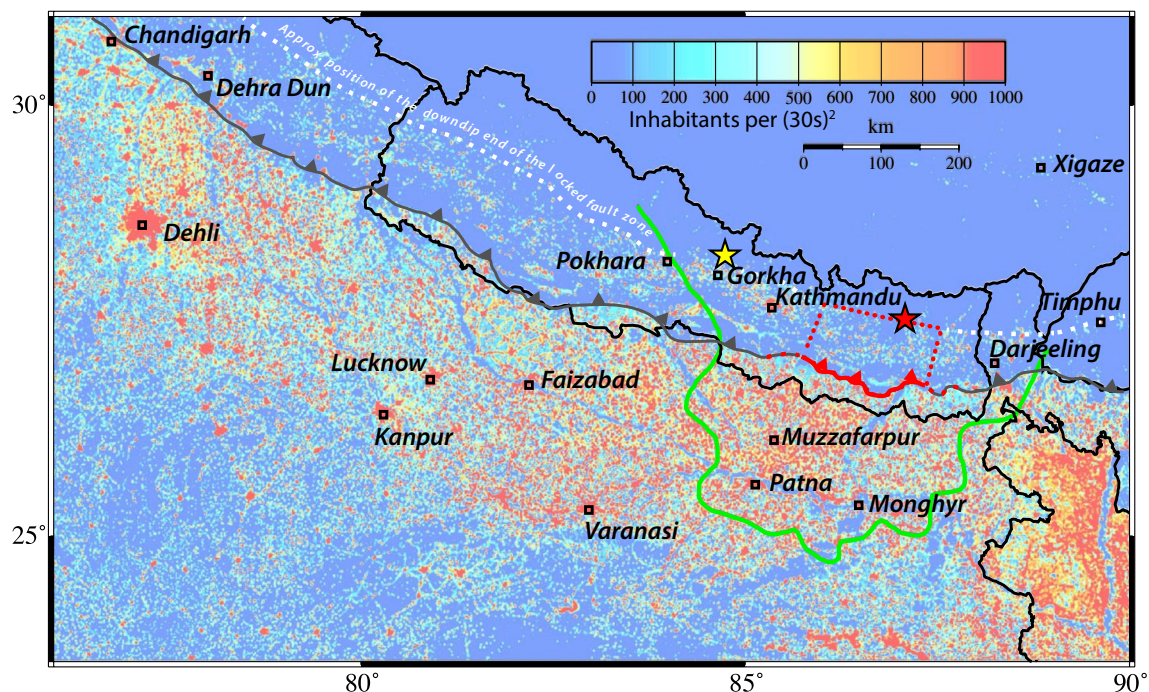 Chandigarh
Dehra Dun
Approx position of the downdip end of the locked fault zone
0 100 200 300 400 500 600 700 800 900 1000
Inhabitants per (30s)²
km
0 100 200
30°
Xigaze
Dehli
Pokhara
Gorkha
Kathmandu
Timphu
Darjeeling
Lucknow
Faizabad
Kanpur
Muzzafarpur
Patna
Monghyr
Varanasi
25°
80° 85° 90°